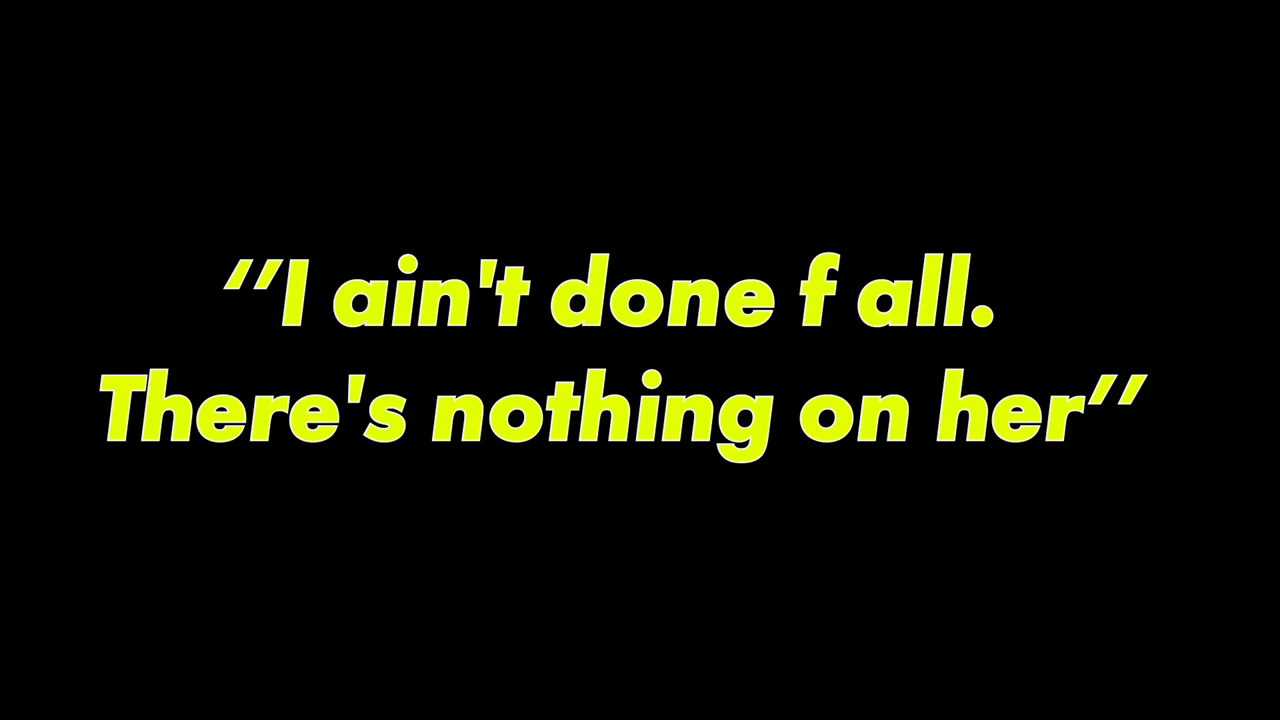 “I ain't done f all.
There's nothing on her”